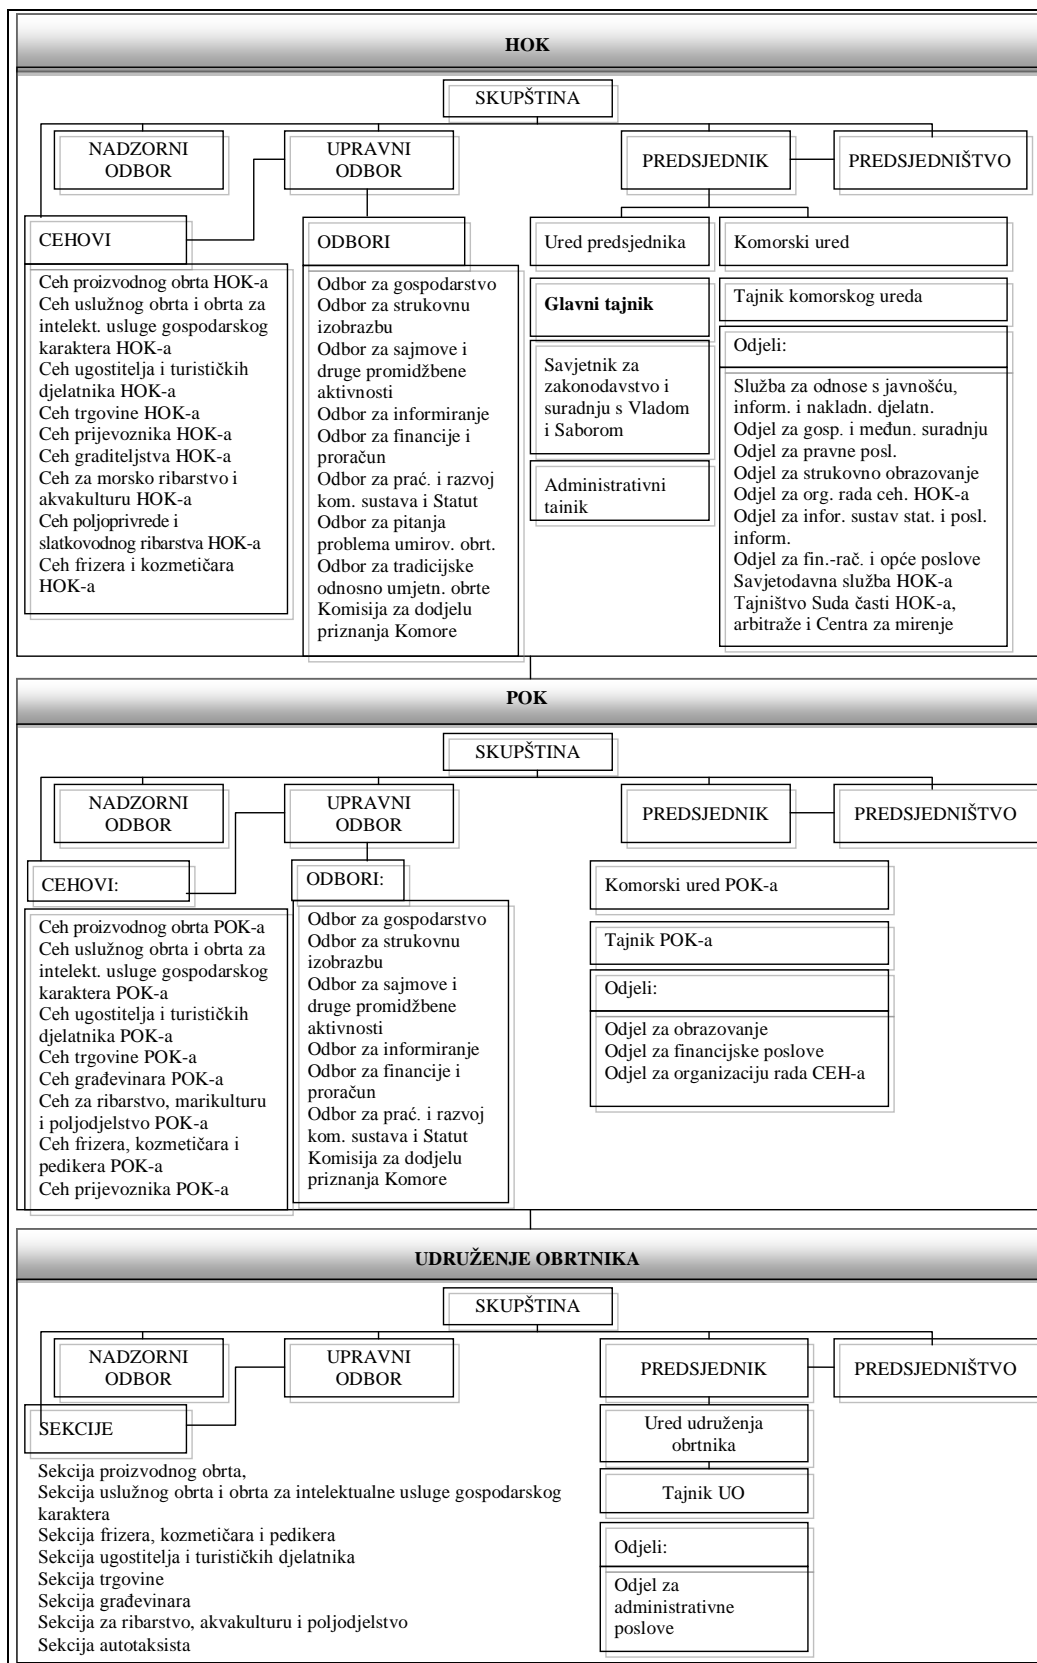 HOK
SKUPŠTINA
NADZORNI
ODBOR
UPRAVNI
ODBOR
PREDSJEDNIK
PREDSJEDNIŠTVO
CEHOVI
Ceh proizvodnog obrta HOK-a
Ceh uslužnog obrta i obrta za
intelekt. usluge gospodarskog
karaktera HOK-a
Ceh ugostitelja i turističkih
djelatnika HOK-a
Ceh trgovine HOK-a
Ceh prijevoznika HOK-a
Ceh graditeljstva HOK-a
Ceh za morsko ribarstvo i
akvakulturu HOK-a
Ceh poljoprivrede i
slatkovodnog ribarstva HOK-a
Ceh frizera i kozmetičara
HOK-a
ODBORI
Odbor za gospodarstvo
Odbor za strukovnu
izobrazbu
Odbor za sajmove i
druge promidžbene
aktivnosti
Odbor za informiranje
Odbor za financije i
proračun
Odbor za prać. i razvoj
kom. sustava i Statut
Odbor za pitanja
problema umirov. obrt.
Odbor za tradicijske
odnosno umjetn. obrte
Komisija za dodjelu
priznanja Komore
Ured predsjednika
Glavni tajnik
Savjetnik za
zakonodavstvo i
suradnju s Vladom
i Saborom
Administrativni
tainik
Komorski ured
Tajnik komorskog ureda
Odjeli:
Služba za odnose s javnošću,
inform. i nakladn. djelatn.
Odjel za gosp. i međun. suradnju
Odjel za pravne posl.
Odjel za strukovno obrazovanje
Odjel za org. rada ceh. HOK-a
Odjel za infor. sustav stat. i posl.
inform.
Odjel za fin.-rač. i opće poslove
Savjetodavna služba HOK-a
Tajništvo Suda časti HOK-a,
arbitraže i Centra za mirenje
POK
SKUPŠTINA
NADZORNI
ODBOR
UPRAVNI
ODBOR
PREDSJEDNIK
PREDSJEDNIŠTVO
CEHOVI:
Ceh proizvodnog obrta POK-a
Ceh uslužnog obrta i obrta za
intelekt. usluge gospodarskog
karaktera POK-a
Ceh ugostitelja i turističkih
djelatnika POK-a
Ceh trgovine POK-a
Ceh građevinara POK-a
Ceh za ribarstvo, marikulturu
i poljodjelstvo POK-a
Ceh frizera, kozmetičara i
pedikera POK-a
Ceh prijevoznika POK-a
ODBORI:
Odbor za gospodarstvo
Odbor za strukovnu
izobrazbu
Odbor za sajmove i
druge promidžbene
aktivnosti
Odbor za informiranje
Odbor za financije i
proračun
Odbor za prać. i razvoj
kom. sustava i Statut
Komisija za dodjelu
priznanja Komore
Komorski ured POK-a
Tajnik POK-a
Odjeli:
Odjel za obrazovanje
Odjel za financijske poslove
Odjel za organizaciju rada CEH-a
UDRUŽENJE OBRTNIKA
SKUPŠTINA
NADZORNI
ODBOR
UPRAVNI
ODBOR
PREDSJEDNIK
PREDSJEDNIŠTVO
SEKCIJE
Sekcija proizvodnog obrta,
Sekcija uslužnog obrta i obrta za intelektualne usluge gospodarskog
karaktera
Sekcija frizera, kozmetičara i pedikera
Sekcija ugostitelja i turističkih djelatnika
Sekcija trgovine
Sekcija građevinara
Sekcija za ribarstvo, akvakulturu i poljodjelstvo
Sekcija autotaksista
Ured udruženja
obrtnika
Tajnik UO
Odjeli:
Odjel za
administrativne
poslove